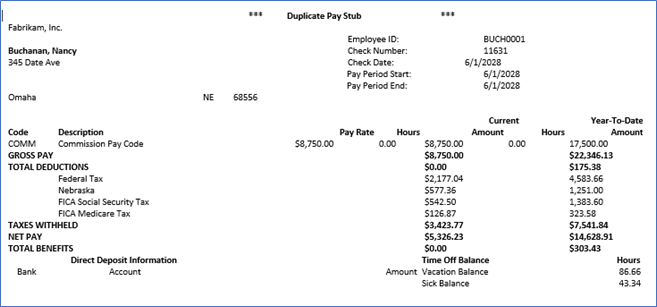 *** Duplicate Pay Stub ***
Fabrikam, Inc.
Employee ID: BUCH0001
Buchanan, Nancy Check Number: 11631
345 Date Ave Check Date: 6/1/2028
Pay Period Start: 6/1/2028
Pay Period End: 6/1/2028
Omaha NE 68556
Current Year-To-Date
Code Description Pay Rate Hours Amount Hours Amount
COMM Commission Pay Code $8,750.00 0.00 $8,750.00 0.00 17,500.00
GROSS PAY $8,750.00 $22,346.13
TOTAL DEDUCTIONS $0.00 $175.38
Federal Tax $2,177.04 4,583.66
Nebraska $577.36 1,251.00
FICA Social Security Tax $542.50 1,383.60
FICA Medicare Tax $126.87 323.58
TAXES WITHHELD $3,423.77 $7,541.84
NET PAY $5,326.23 $14,628.91
TOTAL BENEFITS $0.00 $303.43
Direct Deposit Information Time Off Balance Hours
Bank Account Amount Vacation Balance 86.66
Sick Balance 43.34